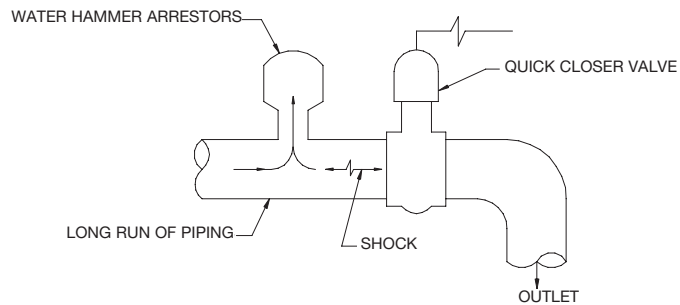 WATER HAMMER ARRESTORS
QUICK CLOSER VALVE
LONG RUN OF PIPING
SHOCK
OUTLET